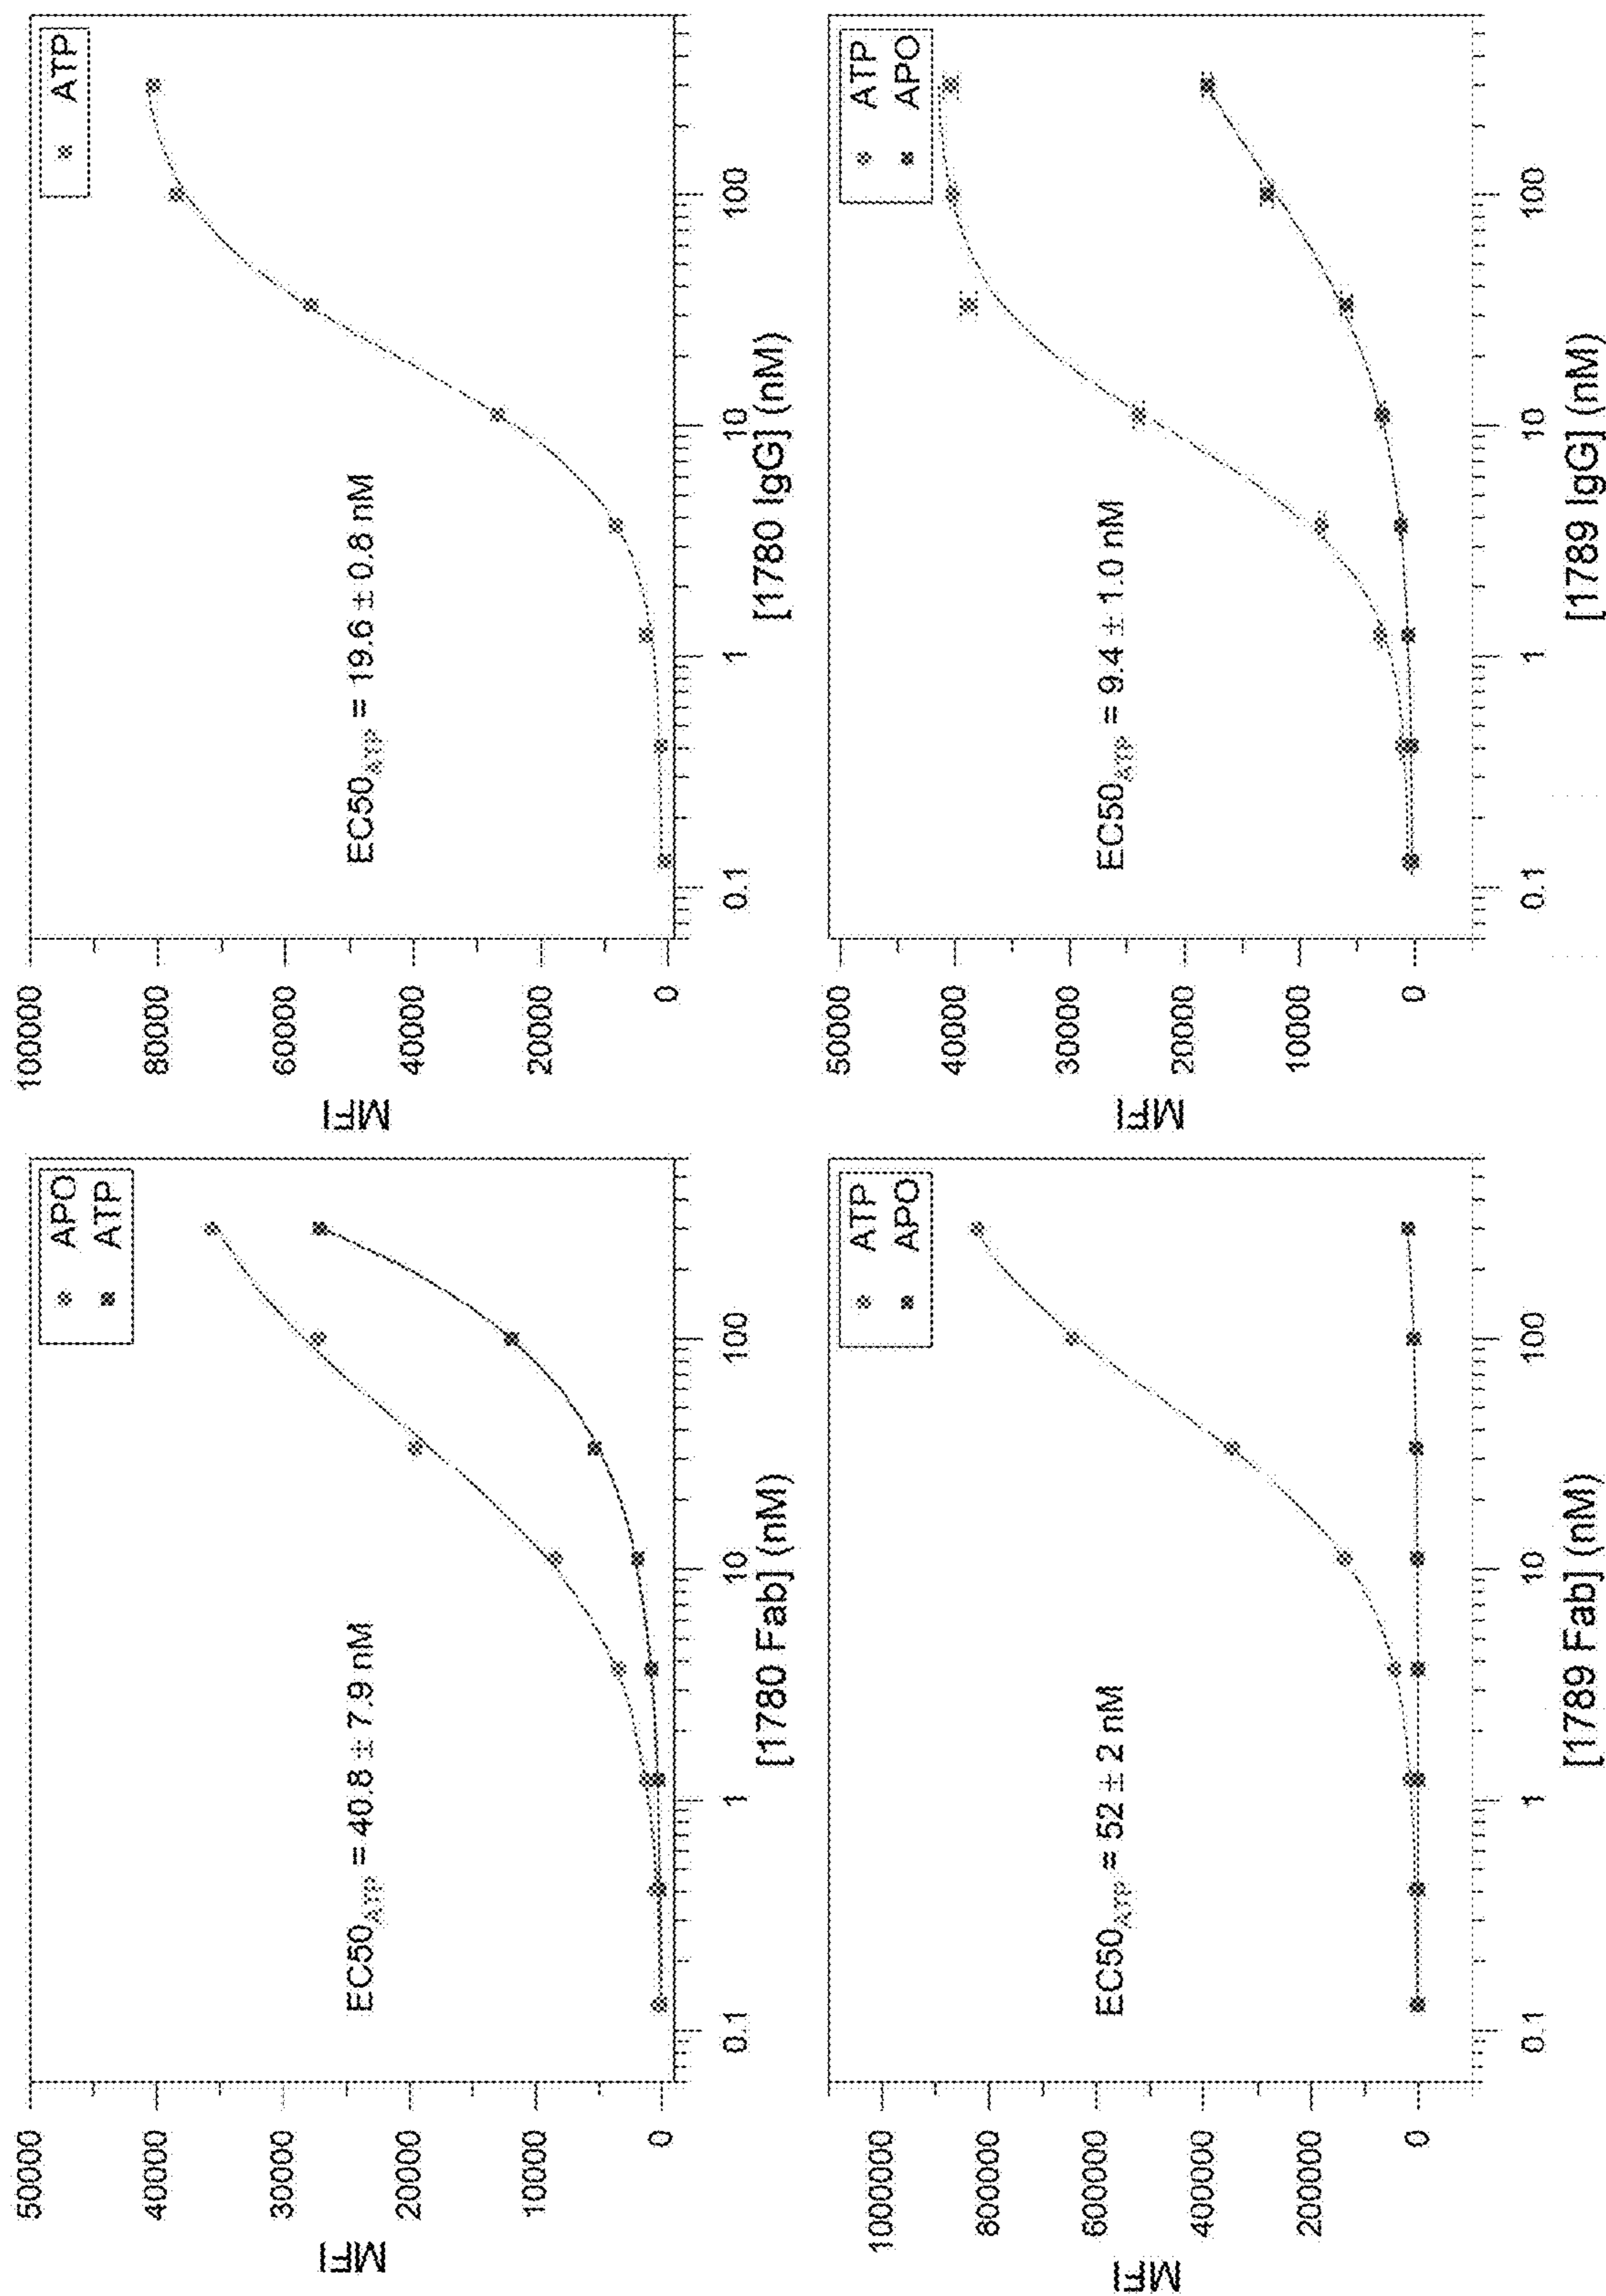 50000
40000
30000
20000
10000
0
MFI
APO
ATP
EC50ATP = 40.8 ± 7.9 nM
0.1
1
10
100
[1780 Fab] (nM)
100000
80000
60000
40000
20000
0
MFI
ATP
EC50ATP = 19.6 ± 0.8 nM
0.1
1
10
100
[1780 IgG] (nM)
1000000
800000
600000
400000
200000
0
MFI
ATP
APO
EC50ATP = 52 ± 2 nM
0.1
1
10
100
[1789 Fab] (nM)
50000
40000
30000
20000
10000
0
MFI
ATP
APO
EC50ATP = 9.4 ± 1.0 nM
0.1
1
10
100
[1789 IgG] (nM)